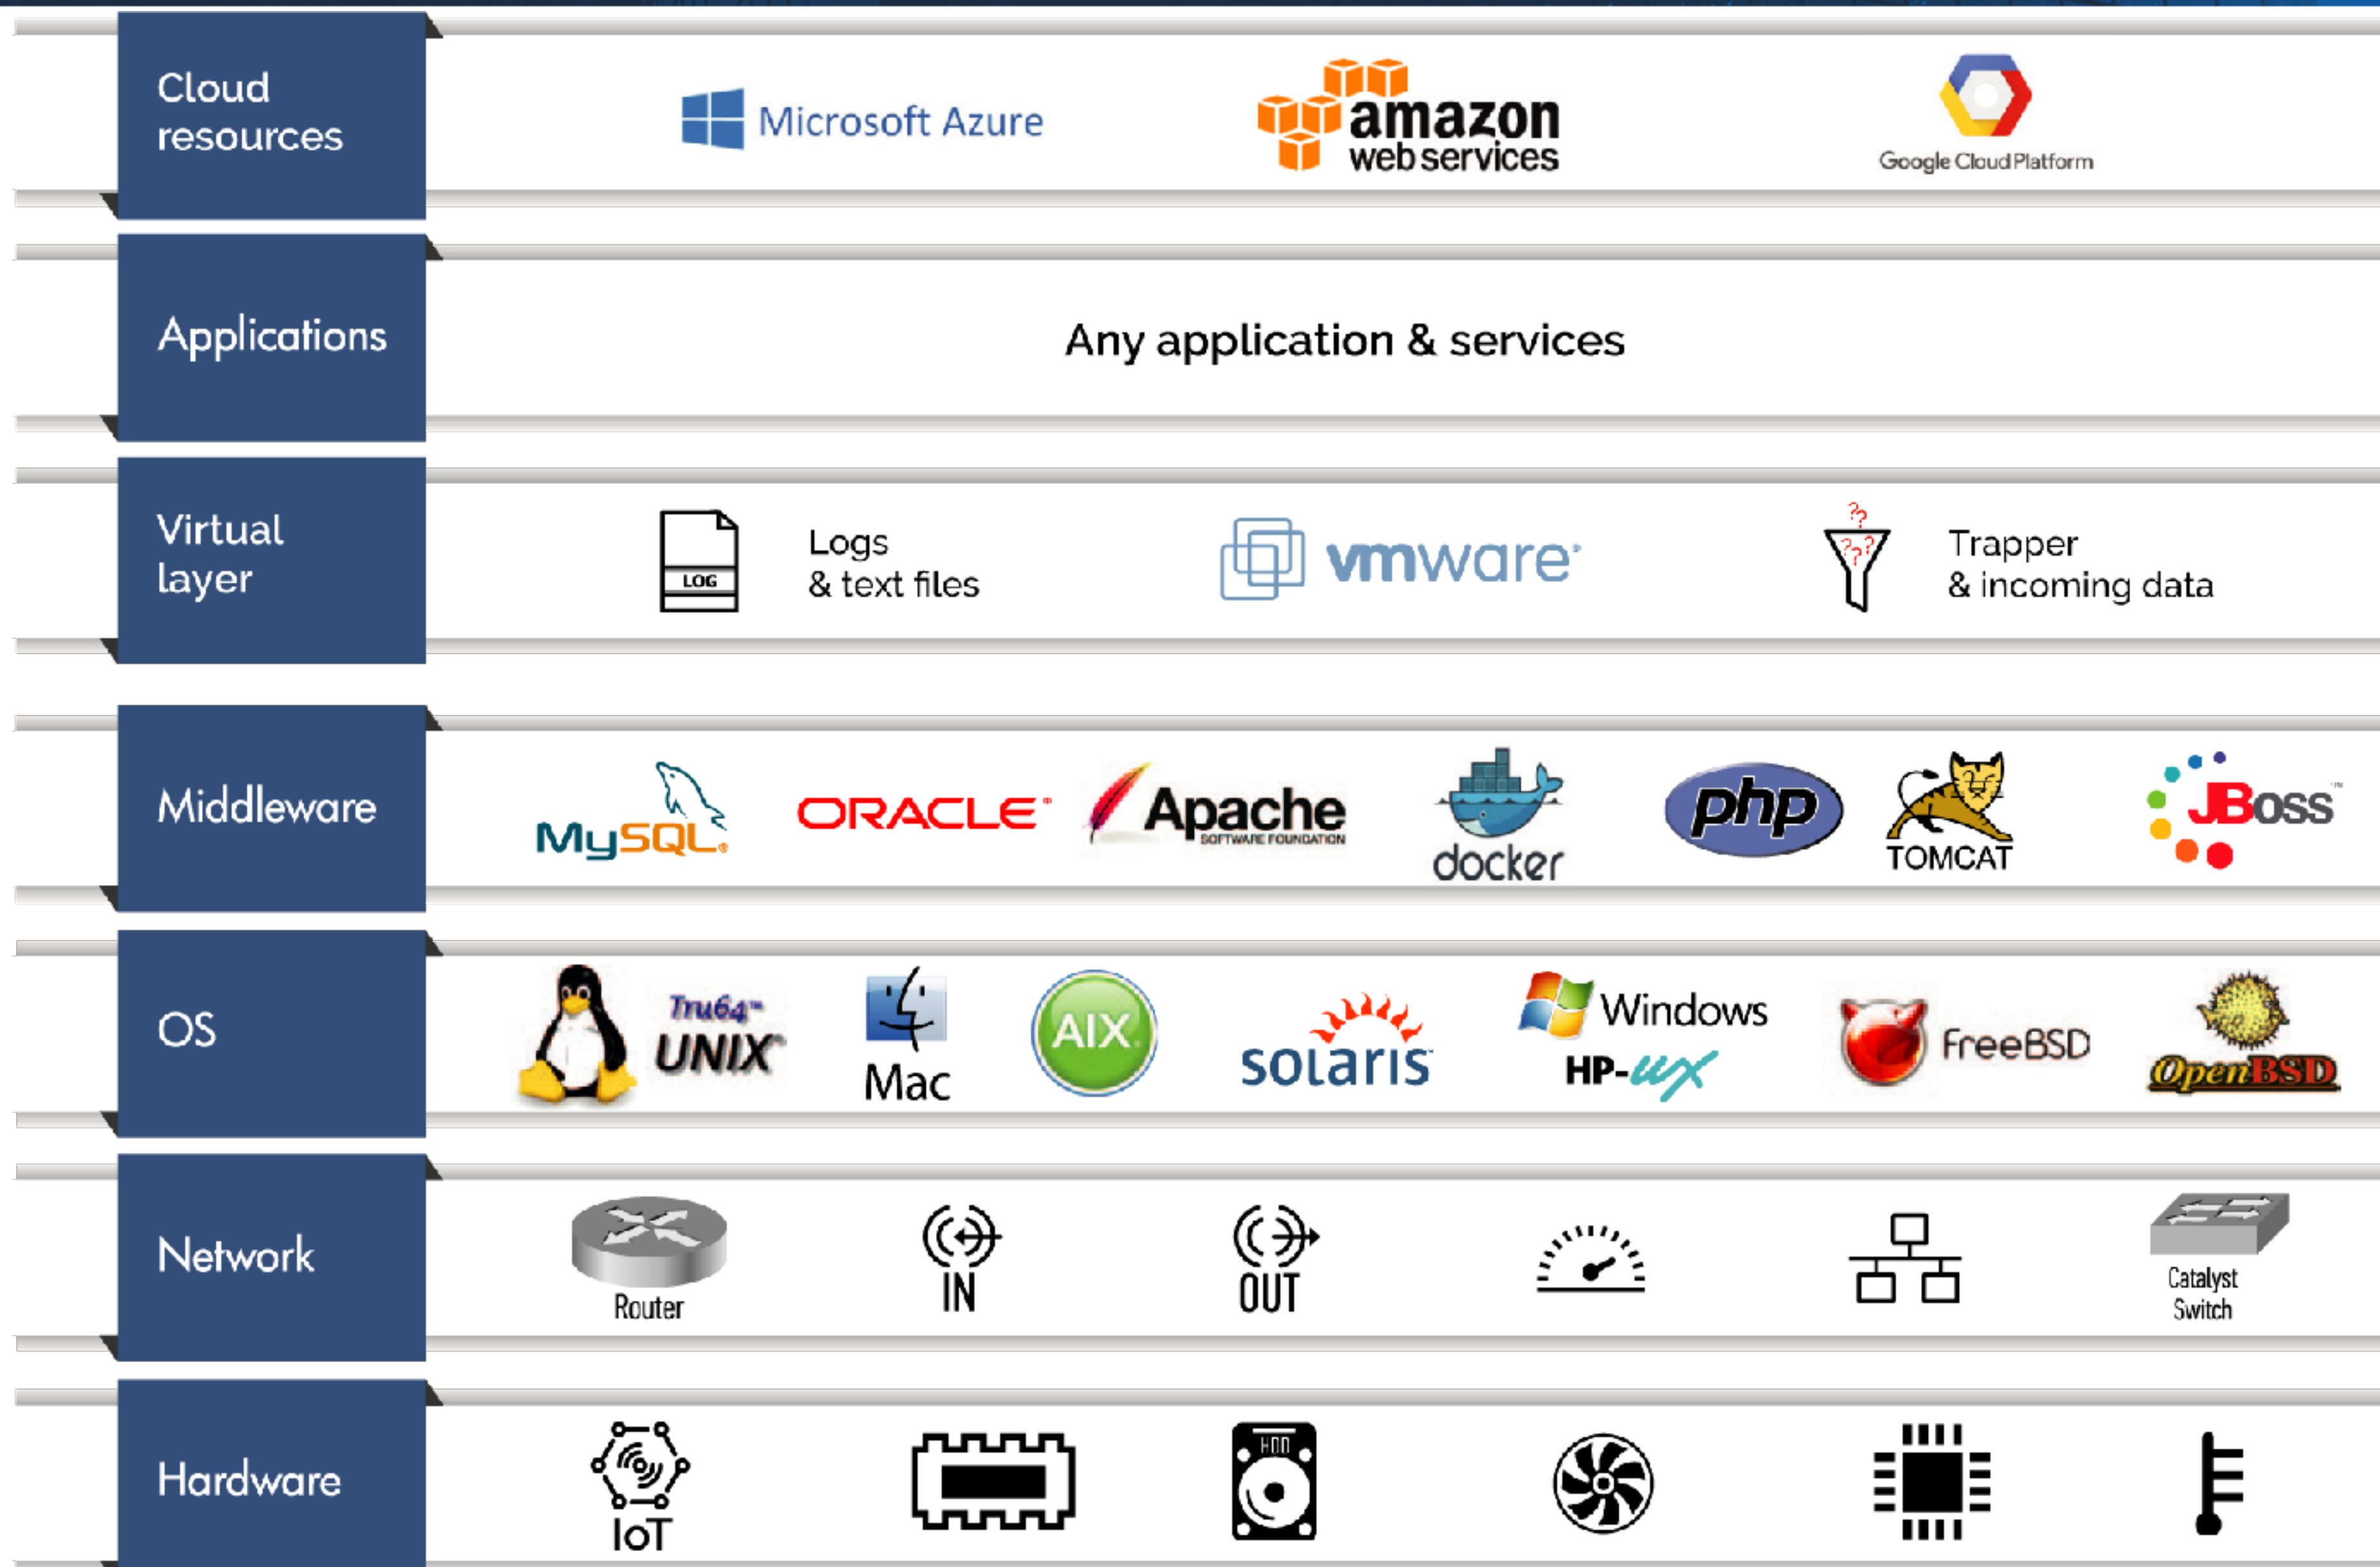 Cloud
resources
Microsoft Azure
amazon
web services
Google Cloud Platform
Applications
Any application & services
Virtual
layer
LOG
Logs
& text files
vmware
??
???
Trapper
& incoming data
Middleware
MySQL
ORACLE
Apache
SOFTWARE FOUNDATION
docker
php
TOMCAT
JBoss™
OS
Tru64™
UNIX
Mac
AIX
solaris
Windows
HP-UX
FreeBSD
OpenBSD
Network
Router
IN
OUT
Catalyst
Switch
Hardware
IoT
HDD